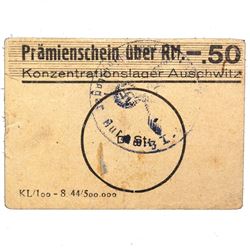 Prämienschein über RM.-.50
Konzentrationslager Auschwitz
KL/100 - 8. 44/500.000